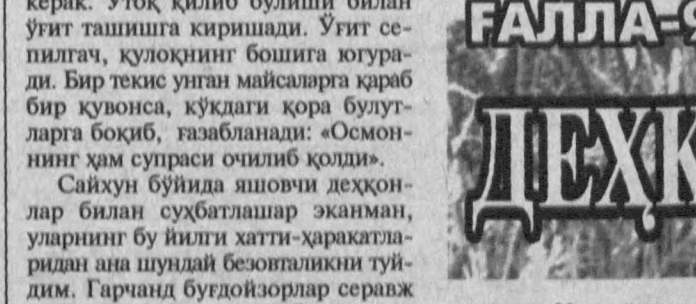 керак. Ўтоқ қилиб бўлиши билан
ўғит ташишга киришади. Ўғит се-
пилгач, қулоқнинг бошига югура-
ди. Бир текис унган майсаларга қараб
бир қувонса, кўкдаги қора булут-
ларга боқиб, ғазабланади: «Осмон-
нинг ҳам супраси очилиб қолди».
Сайхун бўйида яшовчи деҳқон-
лар билан суҳбатлашар эканман,
уларнинг бу йилги хатти-ҳаракатла-
ридан ана шундай безовталикни туй-
дим. Гарчанд буғдойзорлар серавж
ҒАЛЛА-9
ДЕҲҚ